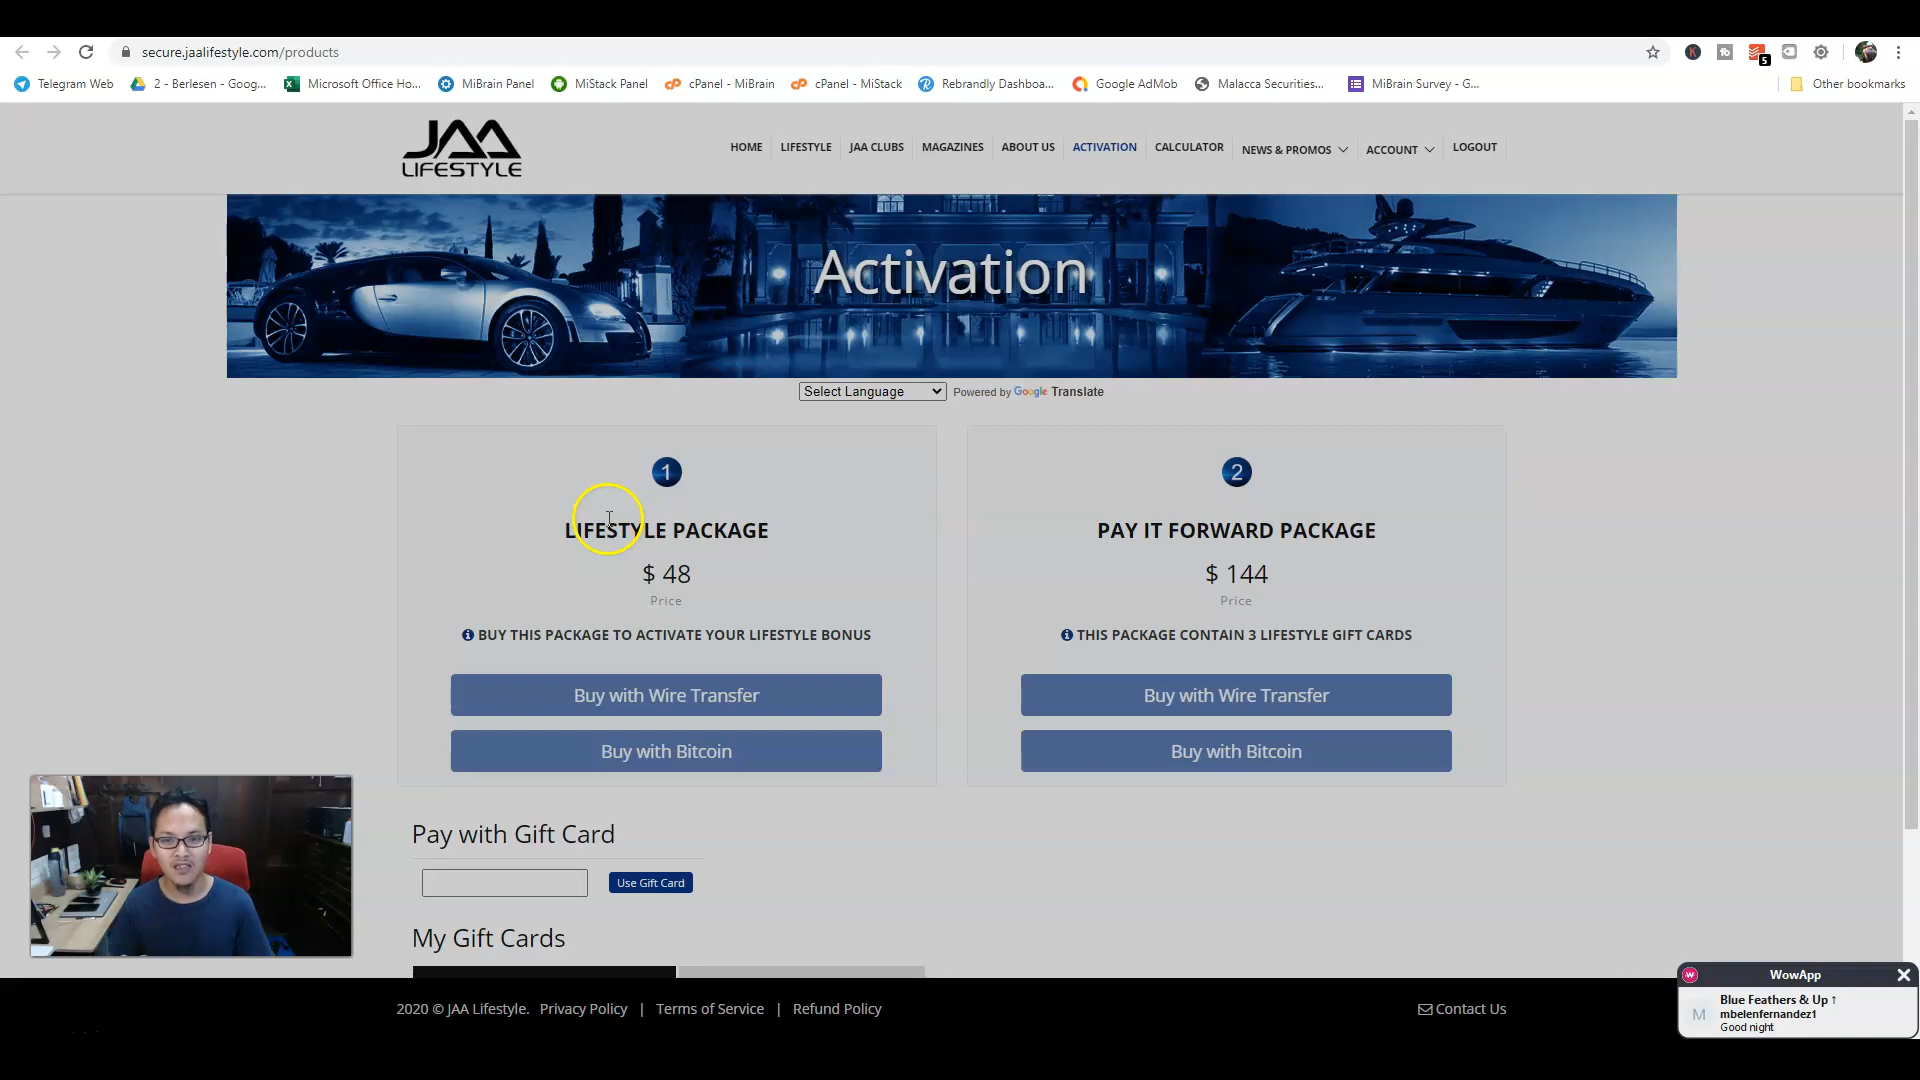 secure.jaalifestyle.com/products
5
Telegram Web
2 - Berlesen - Goog...
Microsoft Office Ho...
MiBrain Panel
MiStack Panel
cPanel - MiBrain
cPanel - MiStack
Rebrandly Dashboa...
Google AdMob
Malacca Securities...
MiBrain Survey - G...
Other bookmarks
JAA
LIFESTYLE
HOME
LIFESTYLE
JAA CLUBS
MAGAZINES
ABOUT US
ACTIVATION
CALCULATOR
NEWS & PROMOS
ACCOUNT
LOGOUT
Activation
Select Language
Powered by Google Translate
1
LIFESTYLE PACKAGE
$ 48
Price
BUY THIS PACKAGE TO ACTIVATE YOUR LIFESTYLE BONUS
Buy with Wire Transfer
Buy with Bitcoin
2
PAY IT FORWARD PACKAGE
$ 144
Price
THIS PACKAGE CONTAIN 3 LIFESTYLE GIFT CARDS
Buy with Wire Transfer
Buy with Bitcoin
Pay with Gift Card
Use Gift Card
My Gift Cards
2020 © JAA Lifestyle. Privacy Policy | Terms of Service | Refund Policy
Contact Us
WowApp
M
Blue Feathers & Up ↑
mbelenfernandez1
Good night